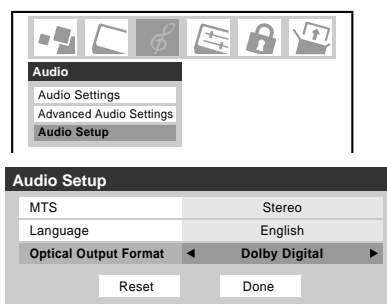 Audio
Audio Settings
Advanced Audio Settings
Audio Setup
Audio Setup
MTS Stereo
Language English
Optical Output Format Dolby Digital
Reset Done